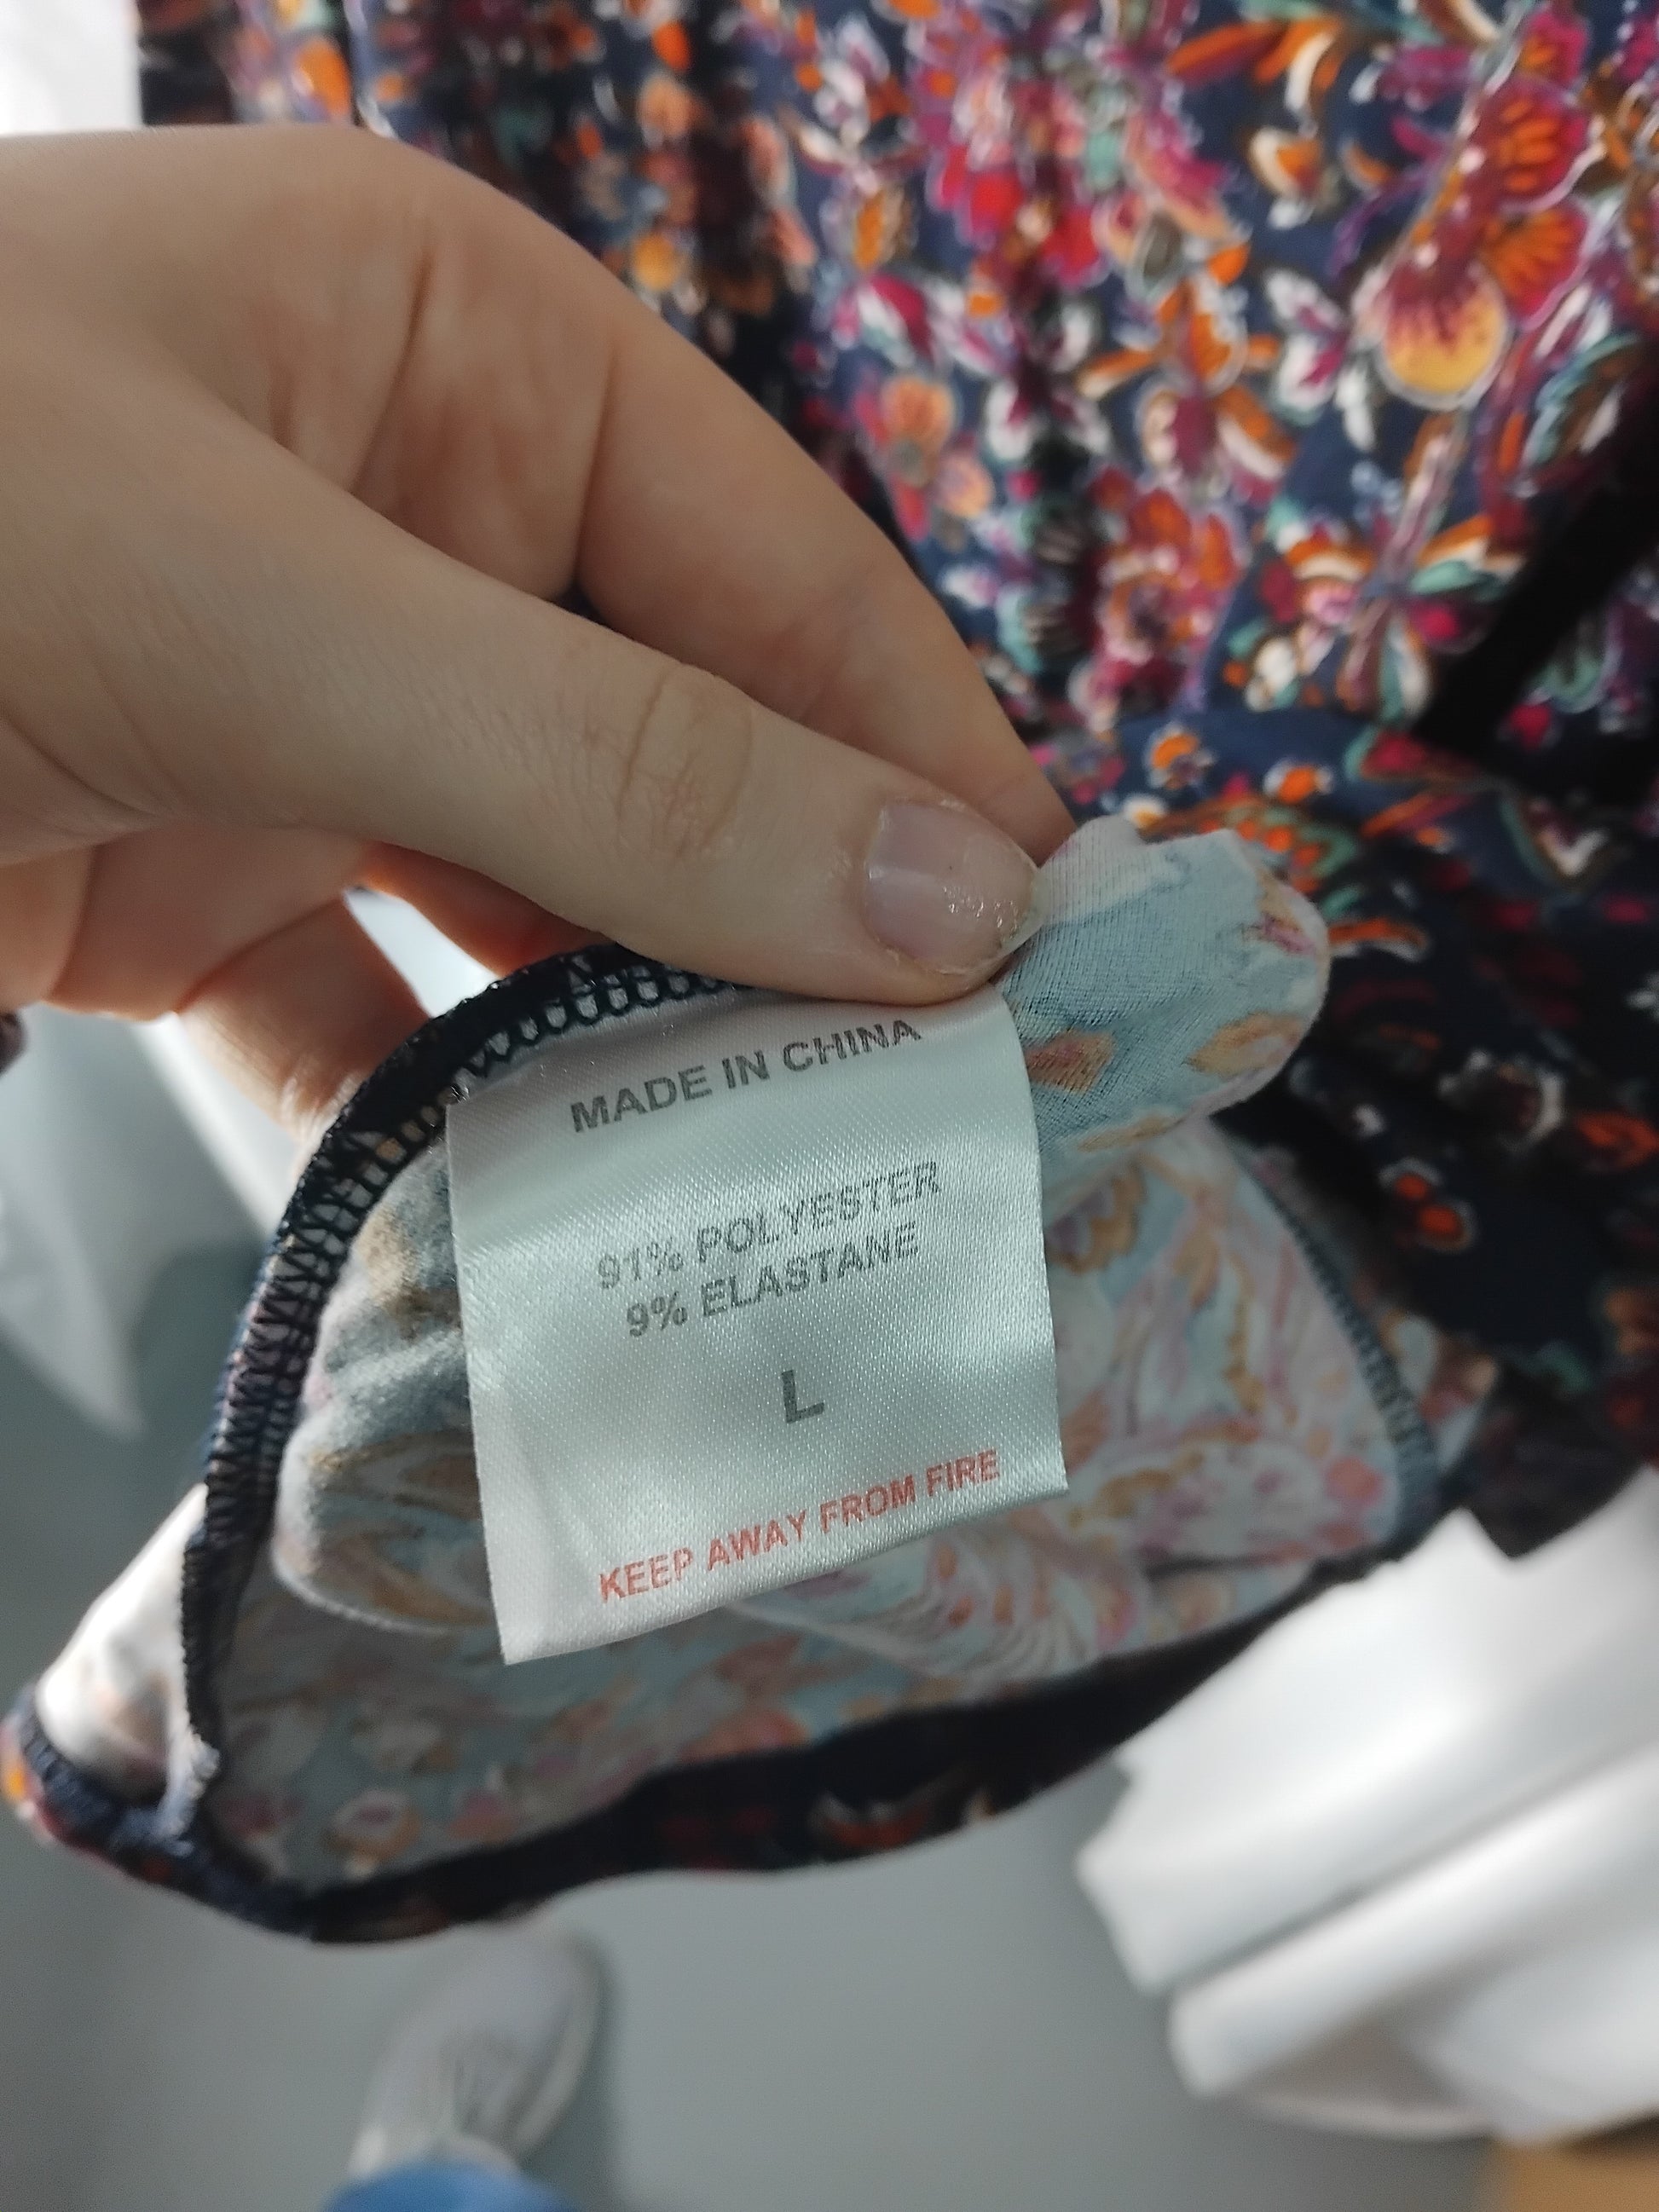 MADE IN CHINA
91% POLYESTER
9% ELASTANE
L
KEEP AWAY FROM FIRE